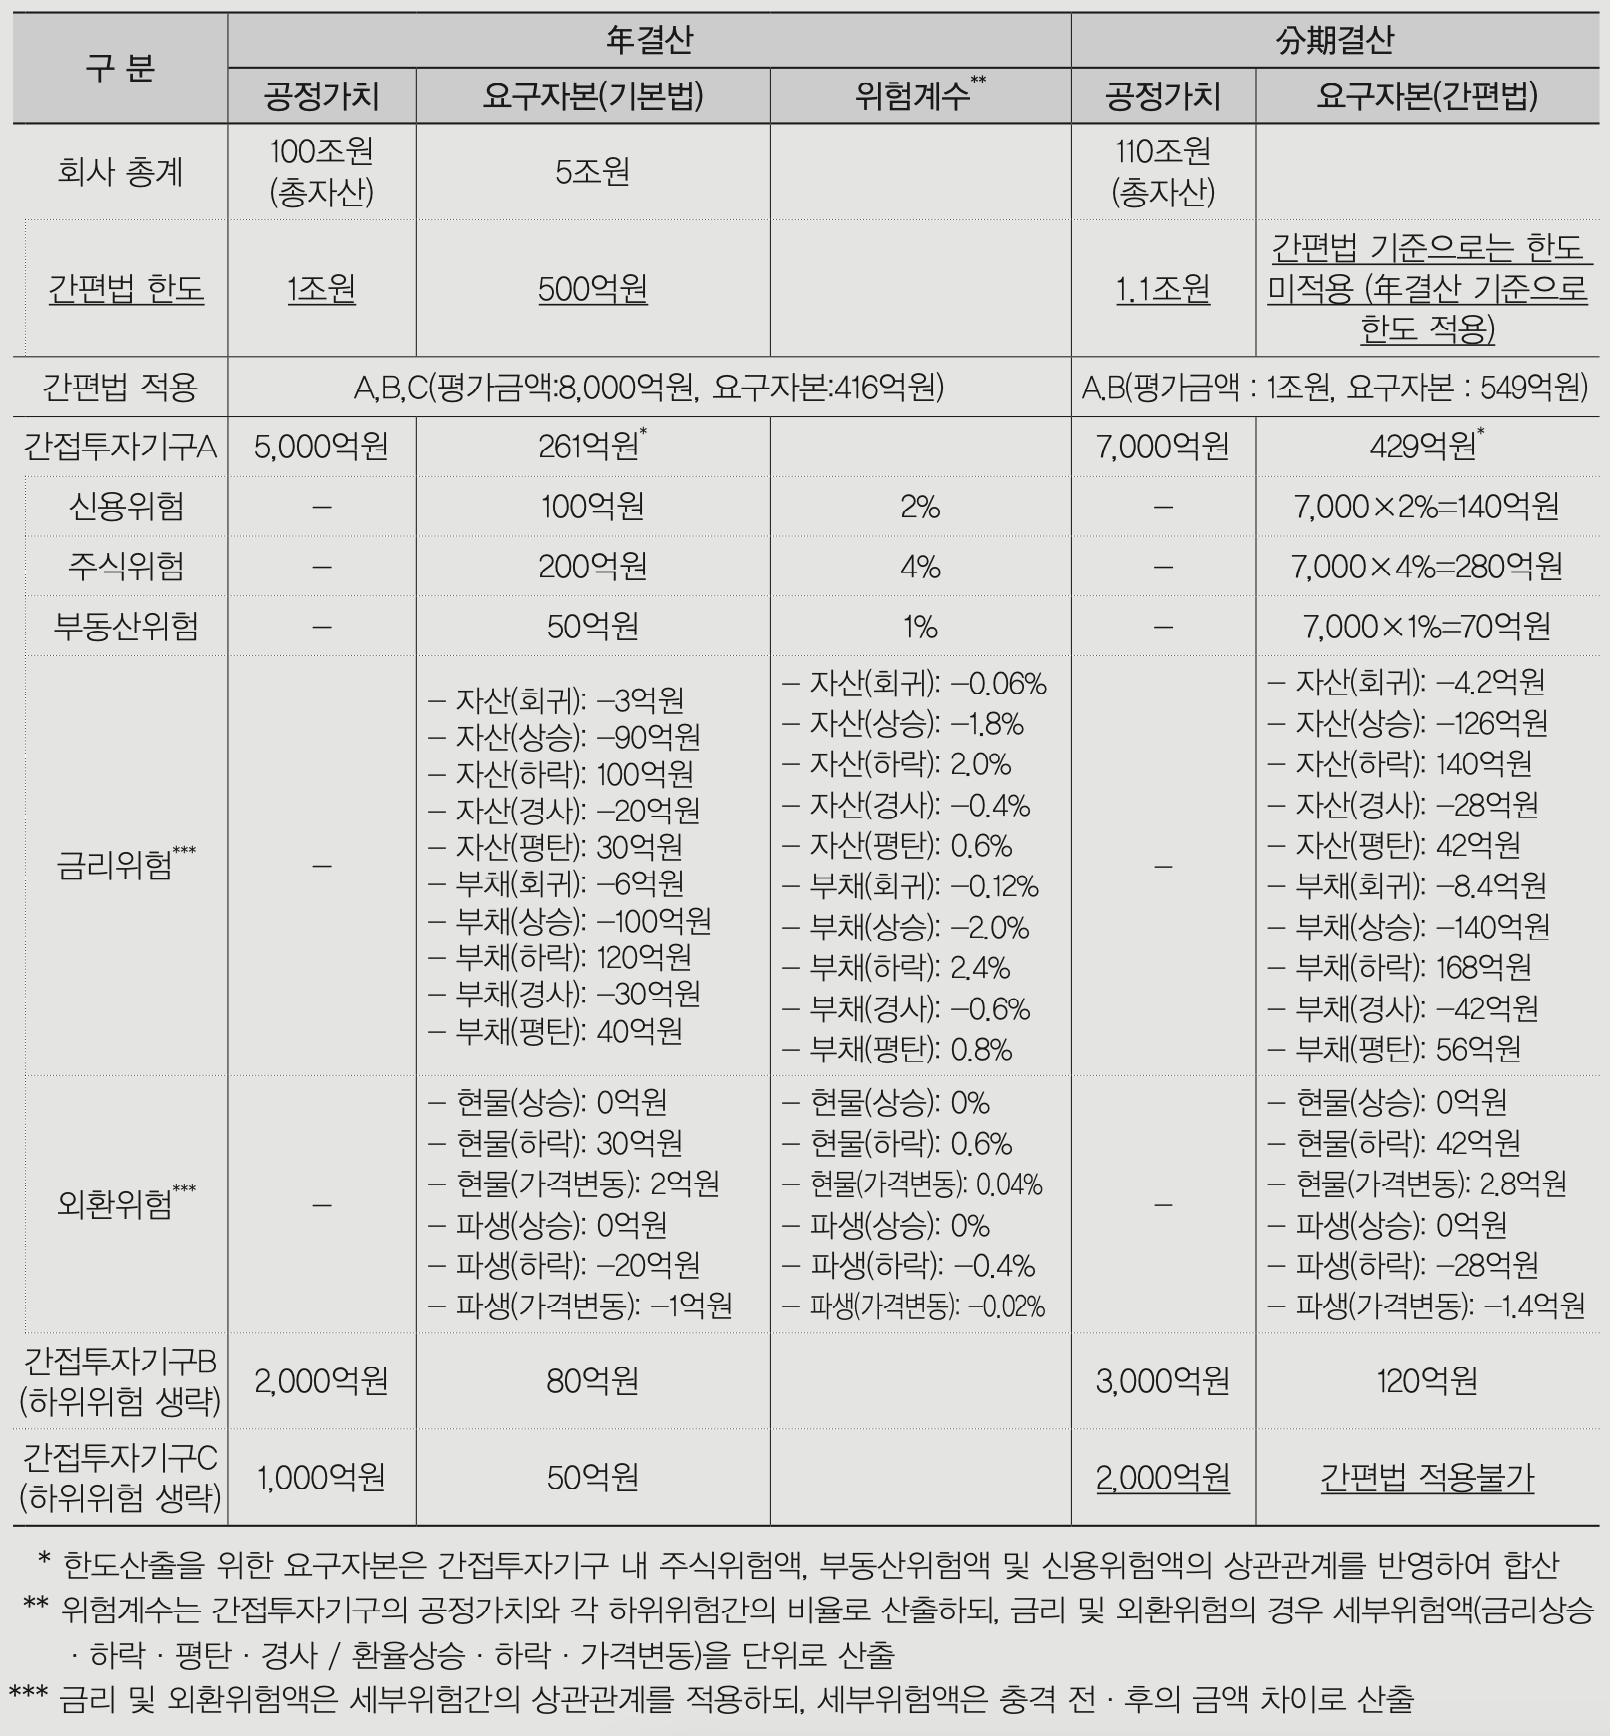 구 분
年결산
分期결산
공정가치
요구자본(기본법)
위험계수**
공정가치
요구자본(간편법)
회사 총계
100조원
(총자산)
5조원
110조원
(총자산)
간편법 한도
1조원
500억원
1.1조원
간편법 기준으로는 한도
미적용 (年결산 기준으로
한도 적용)
간편법 적용
A,B,C(평가금액:8,000억원, 요구자본:416억원)
A.B(평가금액 : 1조원, 요구자본 : 549억원)
간접투자기구A
5,000억원
261억원*
7,000억원
429억원*
신용위험
–
100억원
2%
–
7,000×2%=140억원
주식위험
–
200억원
4%
–
7,000×4%=280억원
부동산위험
–
50억원
1%
–
7,000×1%=70억원
금리위험***
–
– 자산(회귀): –3억원
– 자산(상승): –90억원
– 자산(하락): 100억원
– 자산(경사): –20억원
– 자산(평탄): 30억원
– 부채(회귀): –6억원
– 부채(상승): –100억원
– 부채(하락): 120억원
– 부채(경사): –30억원
– 부채(평탄): 40억원
– 자산(회귀): –0.06%
– 자산(상승): –1.8%
– 자산(하락): 2.0%
– 자산(경사): –0.4%
– 자산(평탄): 0.6%
– 부채(회귀): –0.12%
– 부채(상승): –2.0%
– 부채(하락): 2.4%
– 부채(경사): –0.6%
– 부채(평탄): 0.8%
–
– 자산(회귀): –4.2억원
– 자산(상승): –126억원
– 자산(하락): 140억원
– 자산(경사): –28억원
– 자산(평탄): 42억원
– 부채(회귀): –8.4억원
– 부채(상승): –140억원
– 부채(하락): 168억원
– 부채(경사): –42억원
– 부채(평탄): 56억원
외환위험***
–
– 현물(상승): 0억원
– 현물(하락): 30억원
– 현물(가격변동): 2억원
– 파생(상승): 0억원
– 파생(하락): –20억원
– 파생(가격변동): –1억원
– 현물(상승): 0%
– 현물(하락): 0.6%
– 현물(가격변동): 0.04%
– 파생(상승): 0%
– 파생(하락): –0.4%
– 파생(가격변동): –0.02%
–
– 현물(상승): 0억원
– 현물(하락): 42억원
– 현물(가격변동): 2.8억원
– 파생(상승): 0억원
– 파생(하락): –28억원
– 파생(가격변동): –1.4억원
간접투자기구B
(하위위험 생략)
2,000억원
80억원
3,000억원
120억원
간접투자기구C
(하위위험 생략)
1,000억원
50억원
2,000억원
간편법 적용불가
* 한도산출을 위한 요구자본은 간접투자기구 내 주식위험액, 부동산위험액 및 신용위험액의 상관관계를 반영하여 합산
** 위험계수는 간접투자기구의 공정가치와 각 하위위험간의 비율로 산출하되, 금리 및 외환위험의 경우 세부위험액(금리상승
· 하락 · 평탄 · 경사 / 환율상승 · 하락 · 가격변동)을 단위로 산출
*** 금리 및 외환위험액은 세부위험간의 상관관계를 적용하되, 세부위험액은 충격 전 · 후의 금액 차이로 산출